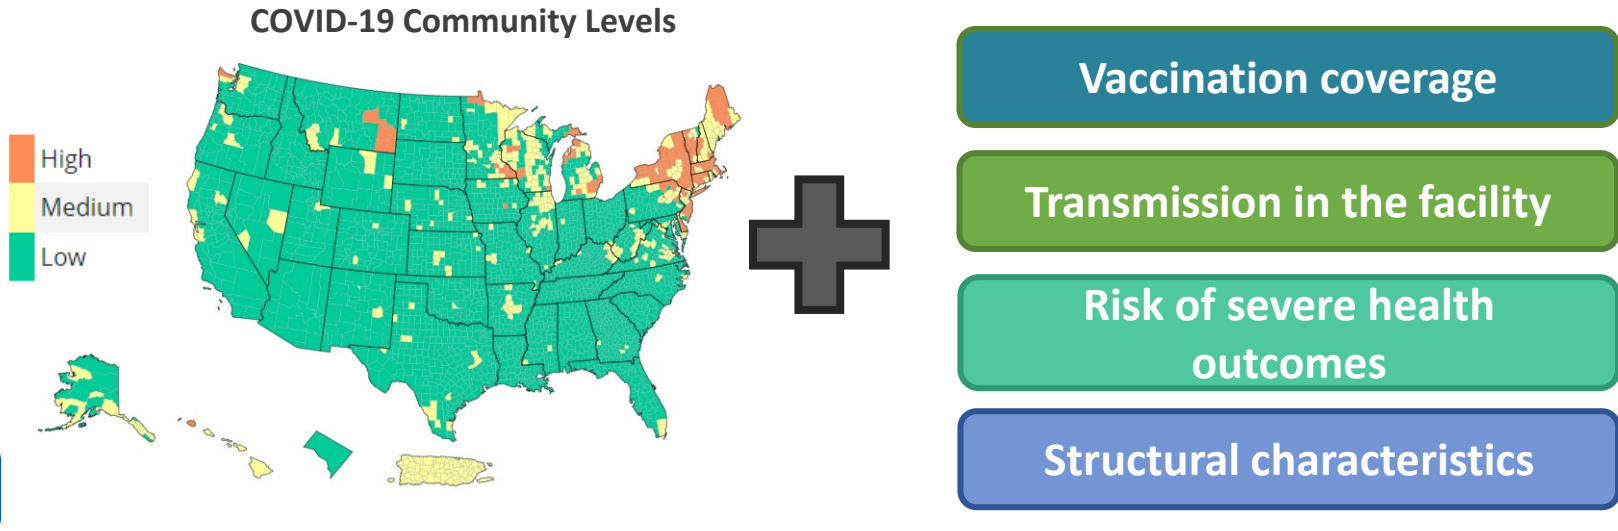 COVID-19 Community Levels
High
Medium
Low
Vaccination coverage
Transmission in the facility
Risk of severe health
outcomes
Structural characteristics